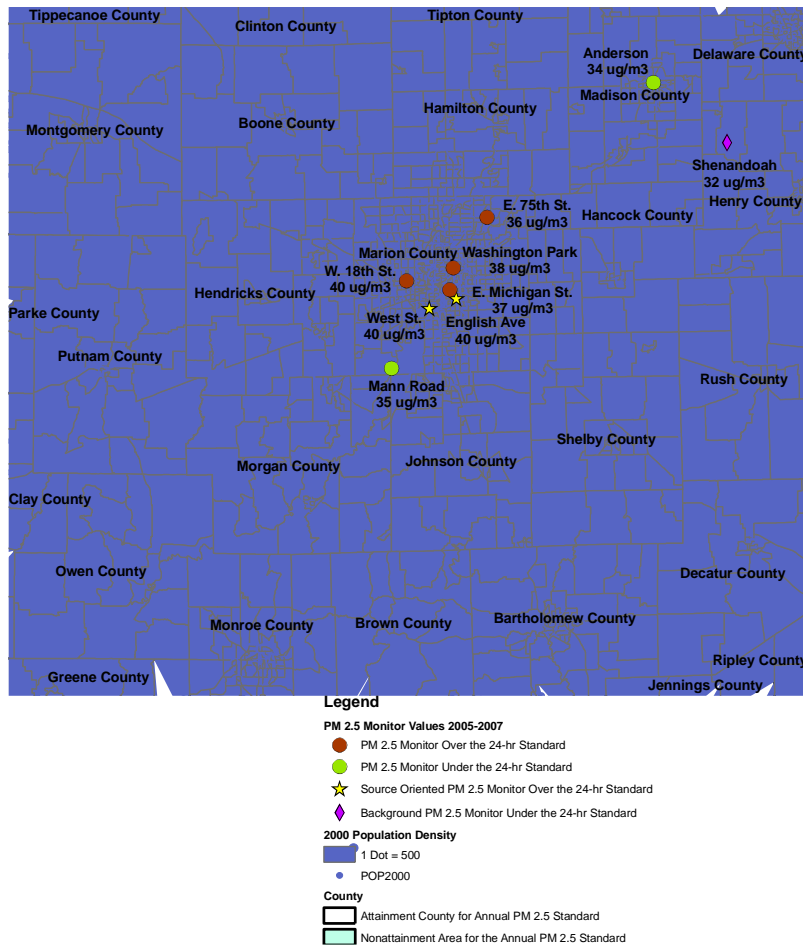 Tippecanoe County
Clinton County
Tipton County
Anderson
34 ug/m3
Delaware County
Madison County
Hamilton County
Boone County
Montgomery County
Shenandoah
32 ug/m3
Henry County
E. 75th St.
36 ug/m3
Hancock County
Marion County
Washington Park
38 ug/m3
W. 18th St.
40 ug/m3
Hendricks County
E. Michigan St.
37 ug/m3
Parke County
West St.
40 ug/m3
English Ave
40 ug/m3
Putnam County
Mann Road
35 ug/m3
Rush County
Shelby County
Morgan County
Johnson County
Clay County
Owen County
Decatur County
Monroe County
Brown County
Bartholomew County
Ripley County
Greene County
Jennings County
Legend
PM 2.5 Monitor Values 2005-2007
PM 2.5 Monitor Over the 24-hr Standard
PM 2.5 Monitor Under the 24-hr Standard
Source Oriented PM 2.5 Monitor Over the 24-hr Standard
Background PM 2.5 Monitor Under the 24-hr Standard
2000 Population Density
1 Dot = 500
POP2000
County
Attainment County for Annual PM 2.5 Standard
Nonattainment Area for the Annual PM 2.5 Standard